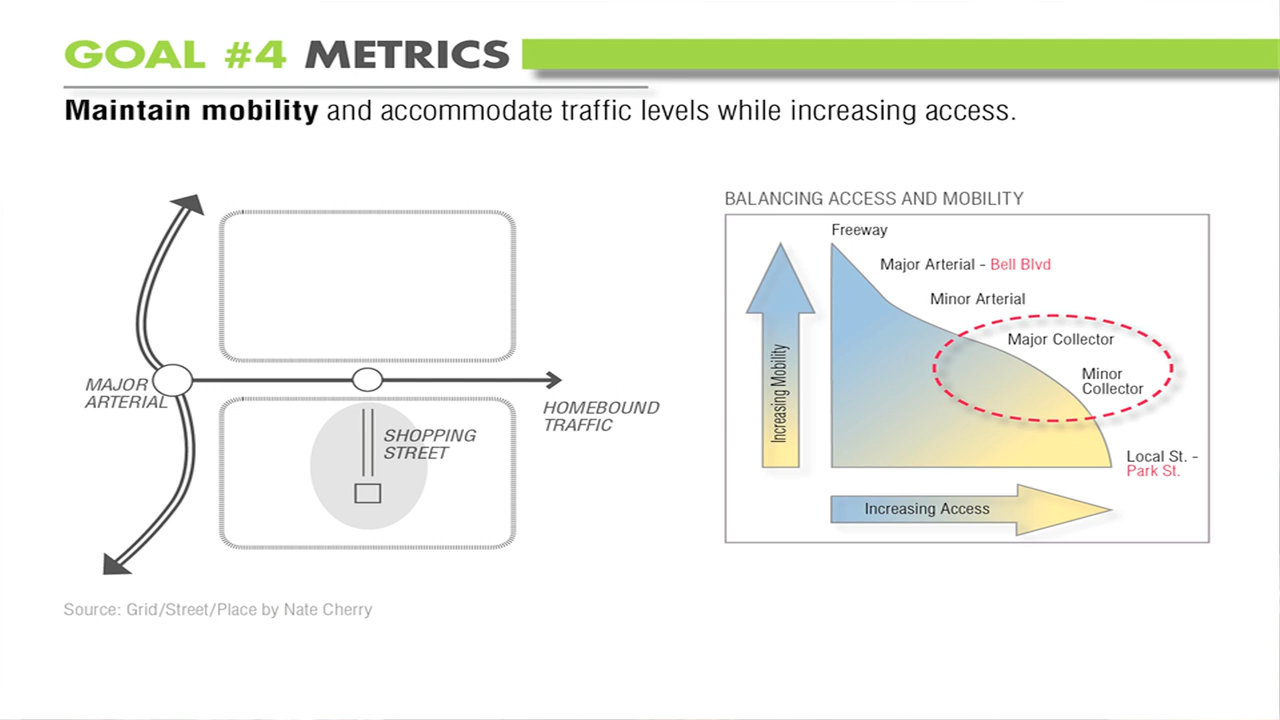 GOAL #4 METRICS
Maintain mobility and accommodate traffic levels while increasing access.
MAJOR
ARTERIAL
SHOPPING
STREET
HOMEBOUND
TRAFFIC
BALANCING ACCESS AND MOBILITY
Freeway
Major Arterial - Bell Blvd
Minor Arterial
Major Collector
Minor
Collector
Local St. -
Park St.
Increasing Mobility
Increasing Access
Source: Grid/Street/Place by Nate Cherry